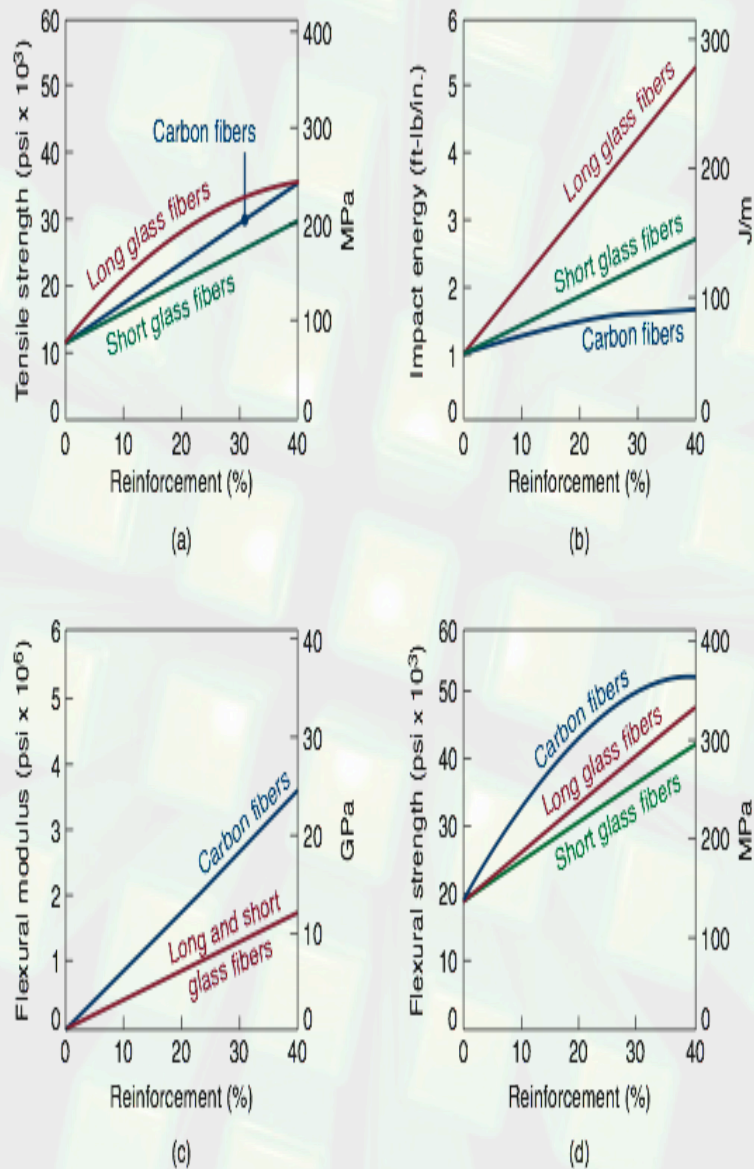 Tensile strength (psi x 10³)
60
50
40
30
20
10
0
Carbon fibers
Long glass fibers
Short glass fibers
400
300
200
100
0
MPa
0 10 20 30 40
Reinforcement (%)
(a)
Impact energy (ft-lb/in.)
6
5
4
3
2
1
0
Long glass fibers
Short glass fibers
Carbon fibers
300
200
100
0
J/m
0 10 20 30 40
Reinforcement (%)
(b)
Flexural modulus (psi x 10⁶)
6
5
4
3
2
1
0
Carbon fibers
Long and short
glass fibers
40
30
20
10
0
GPa
0 10 20 30 40
Reinforcement (%)
(c)
Flexural strength (psi x 10³)
60
50
40
30
20
10
0
Carbon fibers
Long glass fibers
Short glass fibers
400
300
200
100
0
MPa
0 10 20 30 40
Reinforcement (%)
(d)